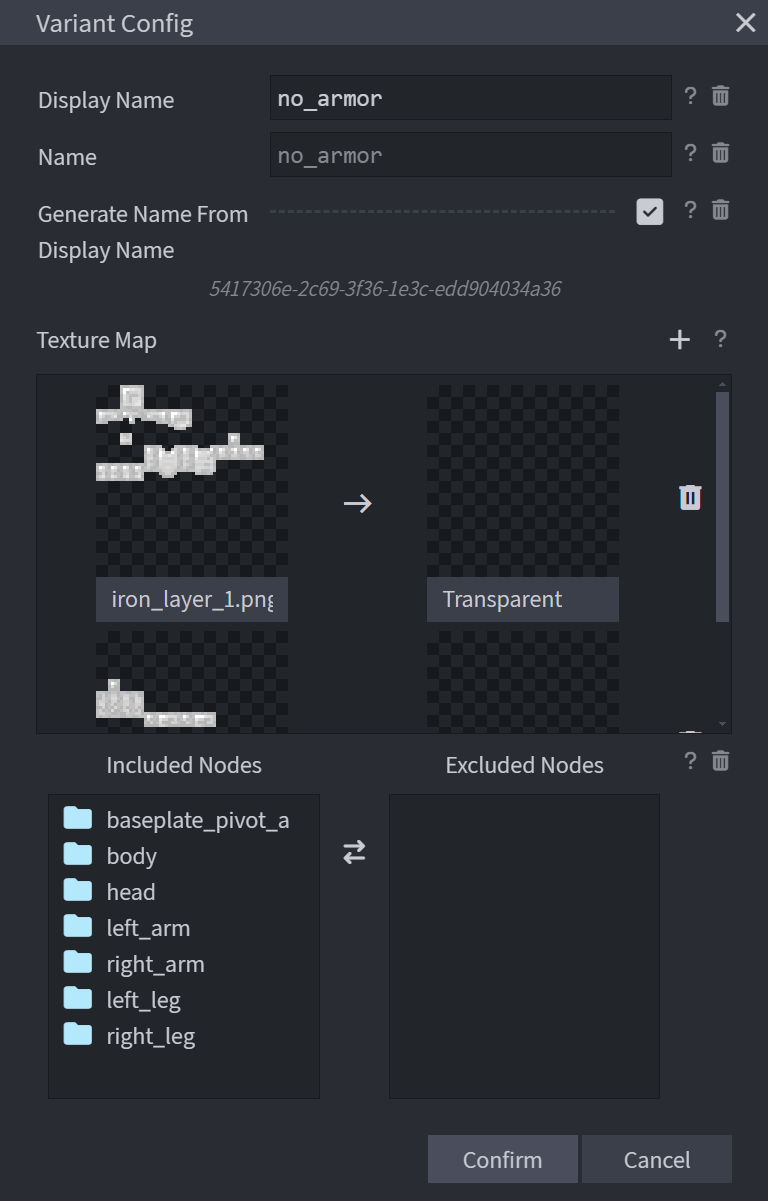 Variant Config
Display Name
no_armor
?
Name
no_armor
?
Generate Name From
Display Name
?
5417306e-2c69-3f36-1e3c-edd904034a36
Texture Map
+ ?
iron_layer_1.png
Transparent
Included Nodes
Excluded Nodes
?
baseplate_pivot_a
body
head
left_arm
right_arm
left_leg
right_leg
Confirm
Cancel